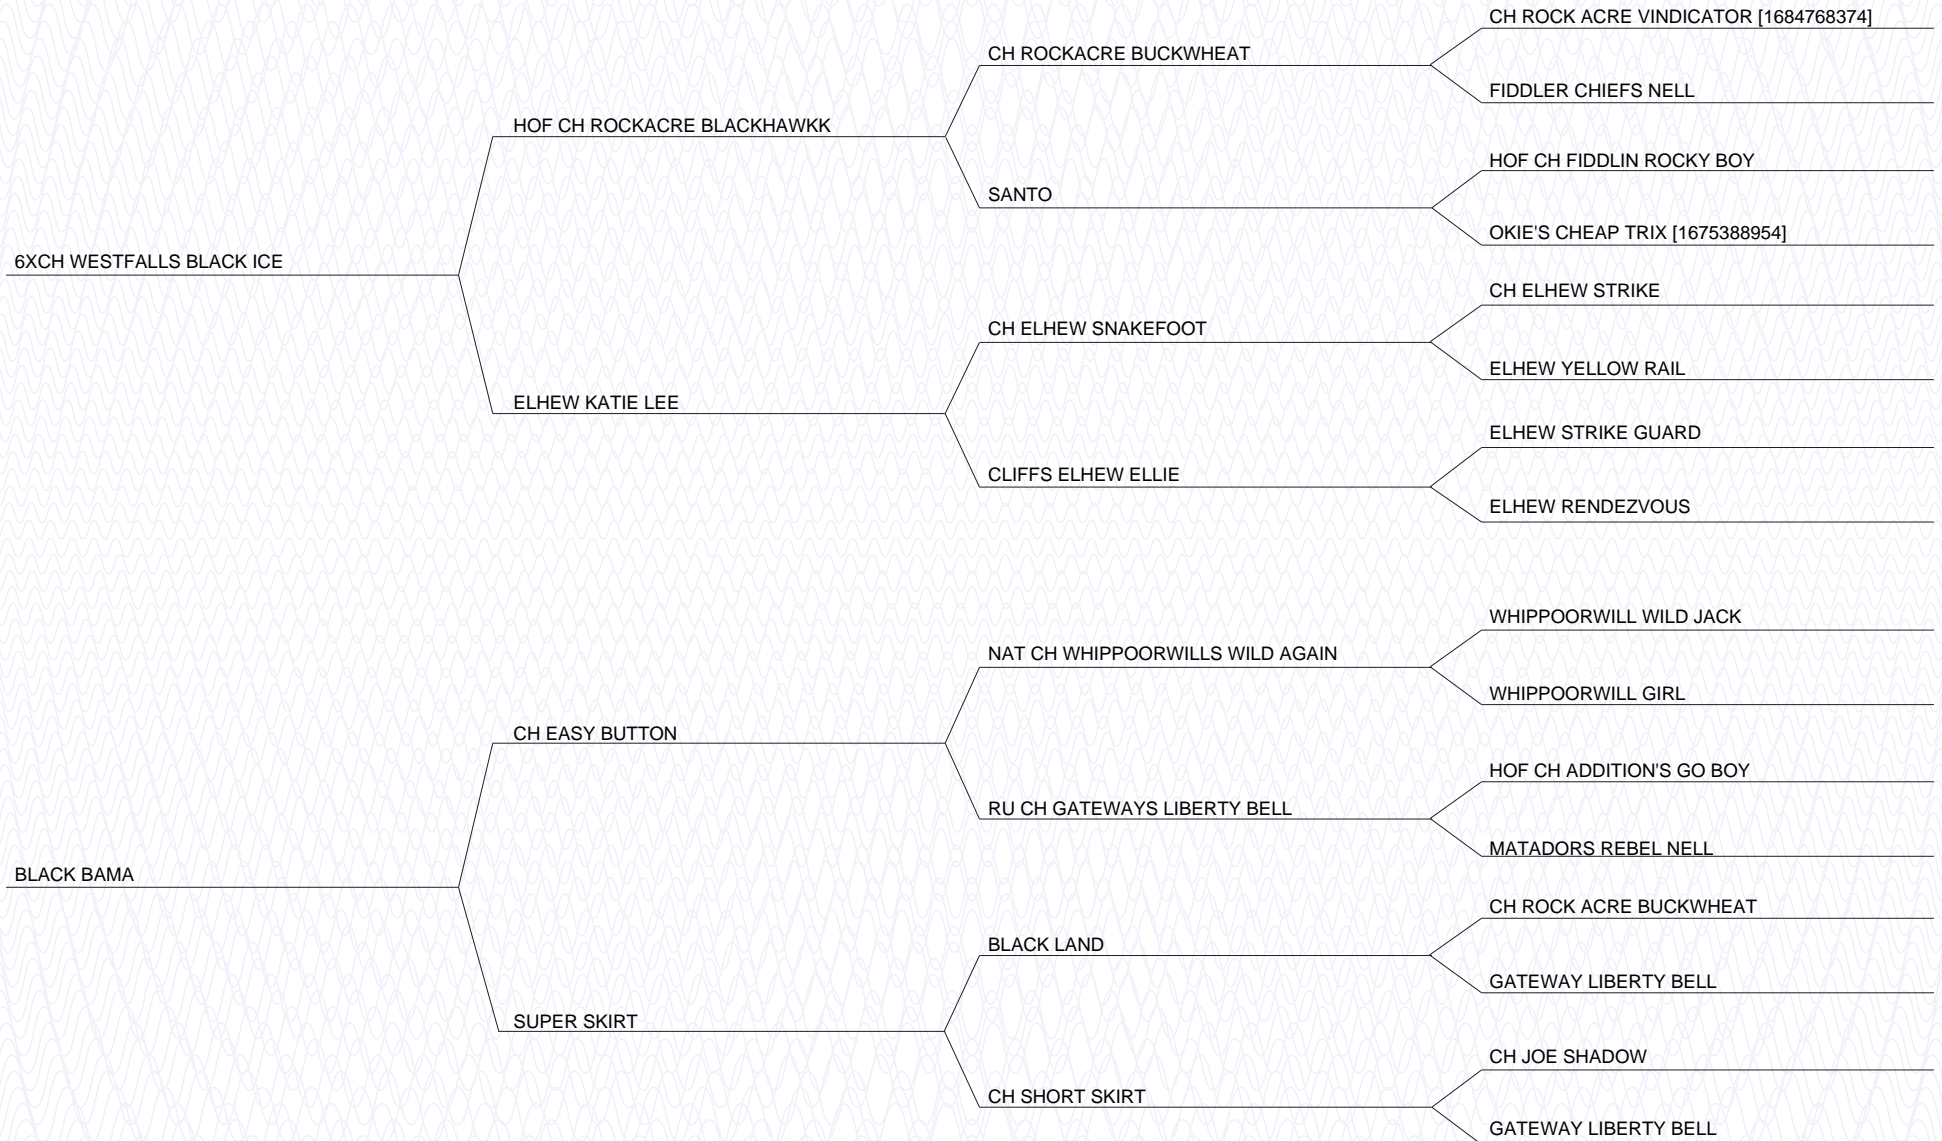 CH ROCK ACRE VINDICATOR [1684768374]
CH ROCKACRE BUCKWHEAT
FIDDLER CHIEFS NELL
HOF CH ROCKACRE BLACKHAWKK
HOF CH FIDDLIN ROCKY BOY
SANTO
OKIE'S CHEAP TRIX [1675388954]
6XCH WESTFALLS BLACK ICE
CH ELHEW STRIKE
CH ELHEW SNAKEFOOT
ELHEW YELLOW RAIL
ELHEW KATIE LEE
ELHEW STRIKE GUARD
CLIFFS ELHEW ELLIE
ELHEW RENDEZVOUS
WHIPPOORWILL WILD JACK
NAT CH WHIPPOORWILLS WILD AGAIN
WHIPPOORWILL GIRL
CH EASY BUTTON
HOF CH ADDITION'S GO BOY
RU CH GATEWAYS LIBERTY BELL
MATADORS REBEL NELL
BLACK BAMA
CH ROCK ACRE BUCKWHEAT
BLACK LAND
GATEWAY LIBERTY BELL
SUPER SKIRT
CH JOE SHADOW
CH SHORT SKIRT
GATEWAY LIBERTY BELL